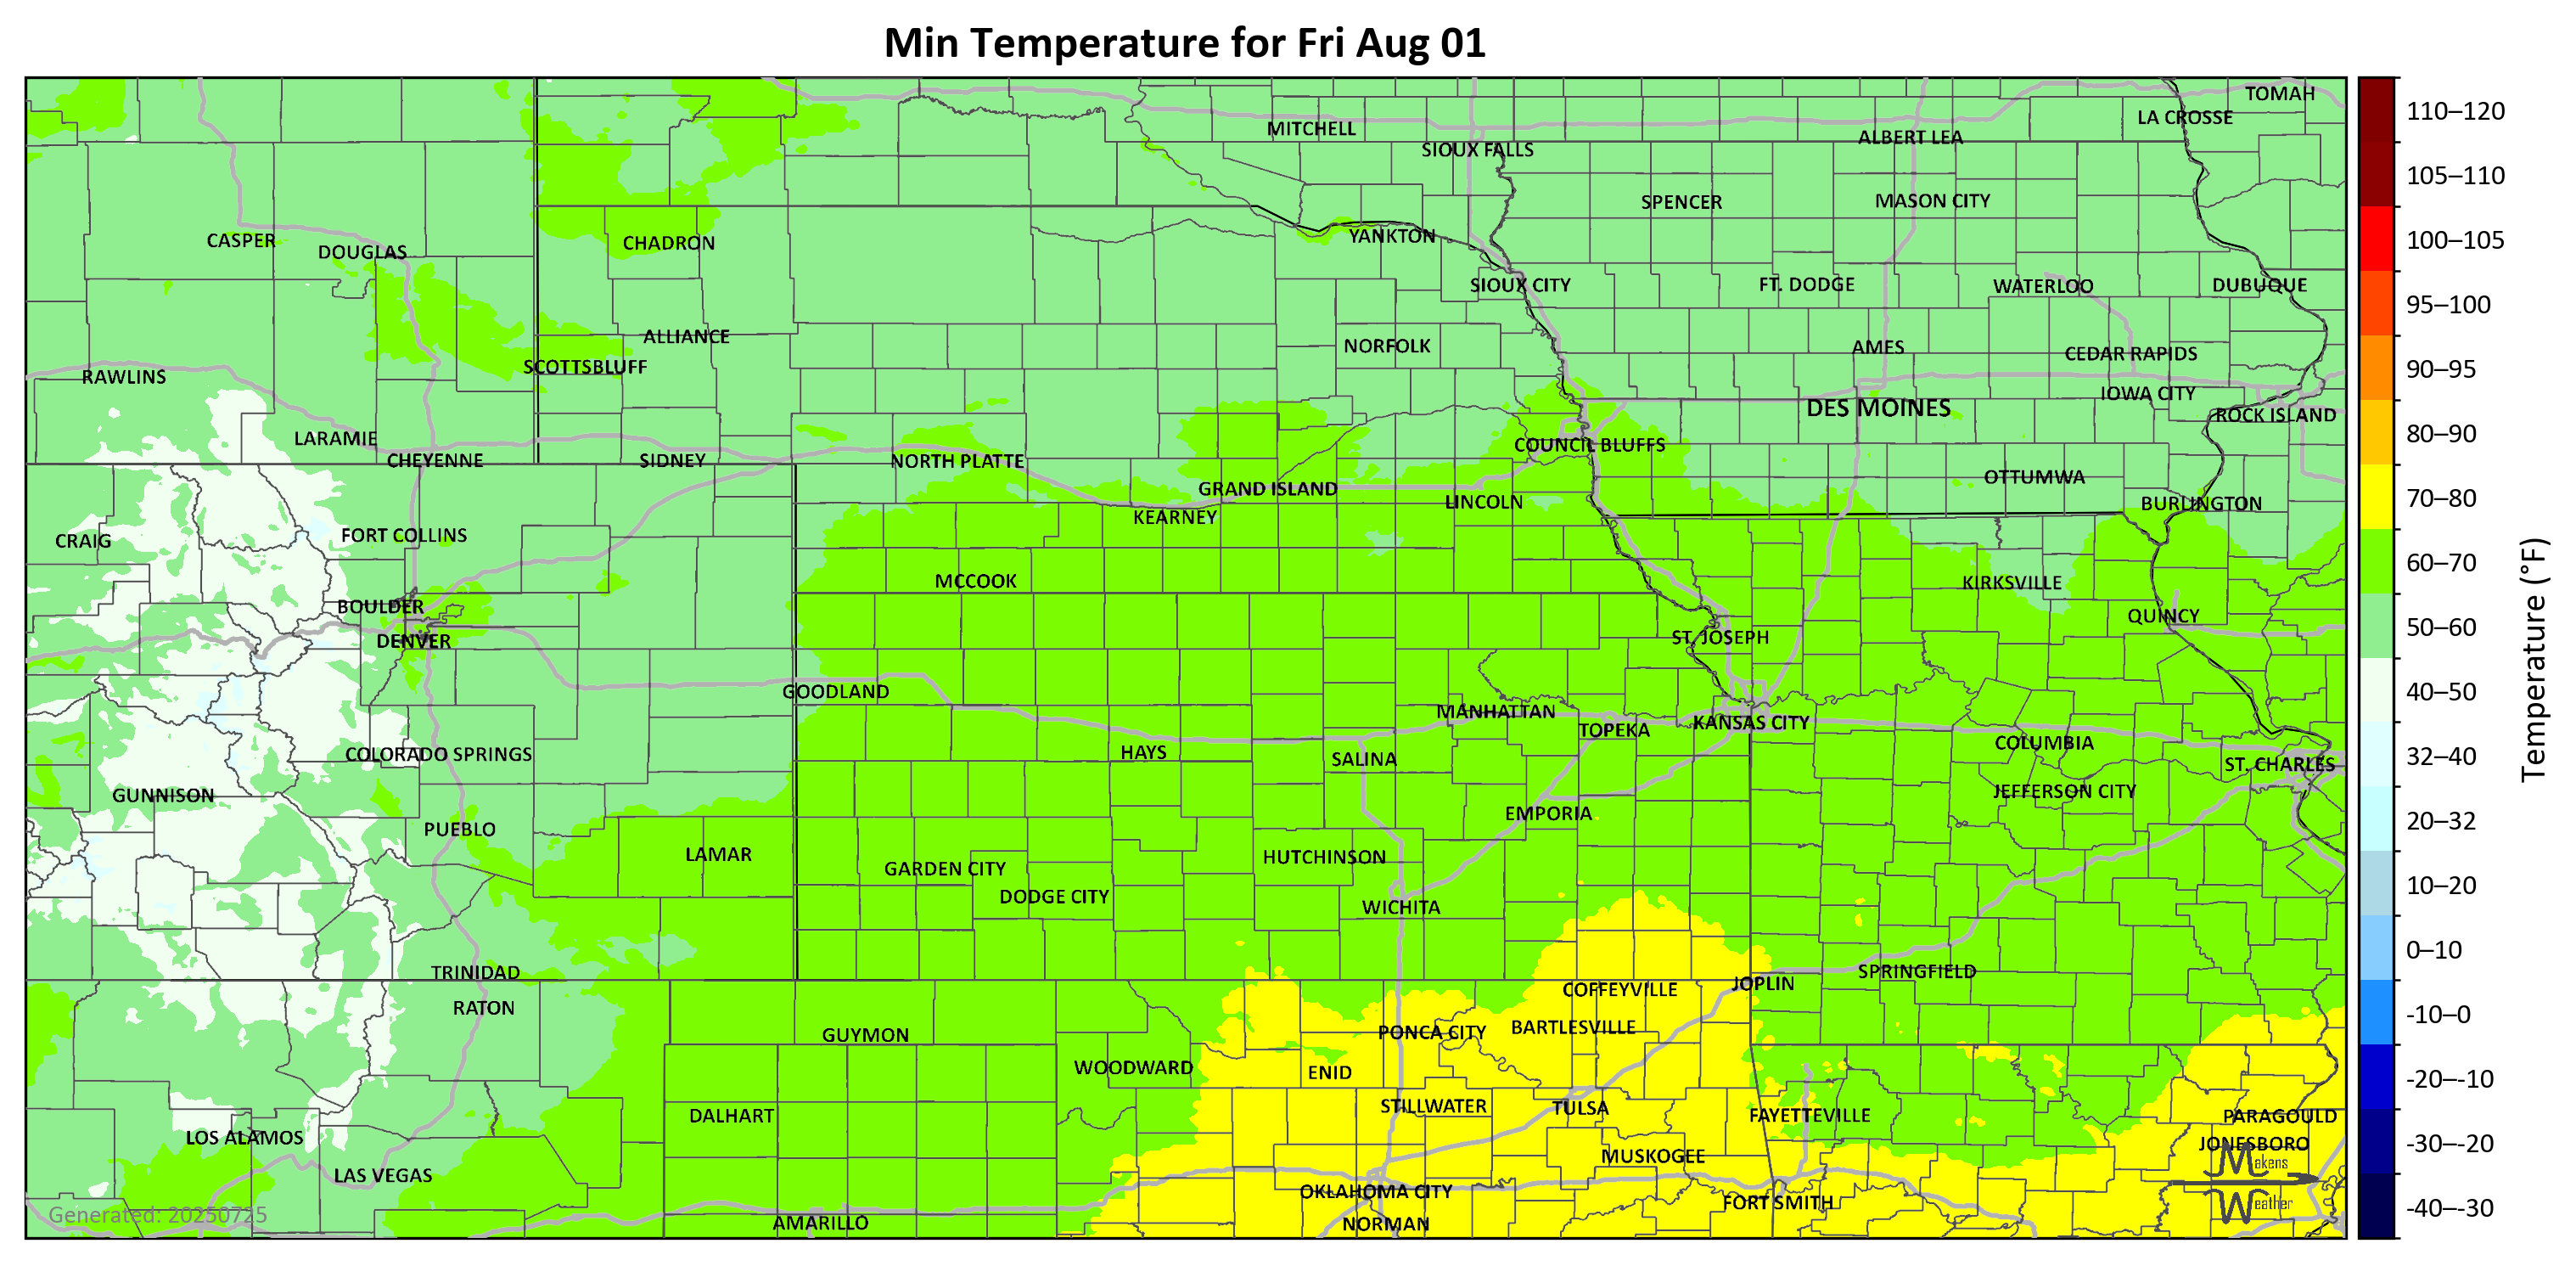 Min Temperature for Fri Aug 01
TOMAH
LA CROSSE
MITCHELL
ALBERT LEA
SIOUX FALLS
SPENCER
MASON CITY
CASPER
DOUGLAS
CHADRON
YANKTON
SIOUX CITY
FT. DODGE
WATERLOO
DUBUQUE
ALLIANCE
NORFOLK
AMES
CEDAR RAPIDS
SCOTTSBLUFF
RAWLINS
IOWA CITY
DES MOINES
ROCK ISLAND
LARAMIE
COUNCIL BLUFFS
CHEYENNE
SIDNEY
NORTH PLATTE
OTTUMWA
GRAND ISLAND
LINCOLN
BURLINGTON
KEARNEY
FORT COLLINS
CRAIG
MCCOOK
KIRKSVILLE
BOULDER
QUINCY
DENVER
ST. JOSEPH
GOODLAND
MANHATTAN
KANSAS CITY
TOPEKA
COLUMBIA
COLORADO SPRINGS
HAYS
SALINA
ST. CHARLES
GUNNISON
JEFFERSON CITY
EMPORIA
PUEBLO
LAMAR
HUTCHINSON
GARDEN CITY
DODGE CITY
WICHITA
TRINIDAD
SPRINGFIELD
JOPLIN
COFFEYVILLE
RATON
BARTLESVILLE
PONCA CITY
GUYMON
WOODWARD
ENID
STILLWATER
TULSA
DALHART
FAYETTEVILLE
PARAGOULD
LOS ALAMOS
JONESBORO
MUSKOGEE
LAS VEGAS
OKLAHOMA CITY
FORT SMITH
AMARILLO
NORMAN
Makens
Weather
Generated: 20250725
110–120
105–110
100–105
95–100
90–95
80–90
70–80
60–70
50–60
40–50
32–40
20–32
10–20
0–10
-10–0
-20–-10
-30–-20
-40–-30
Temperature (°F)